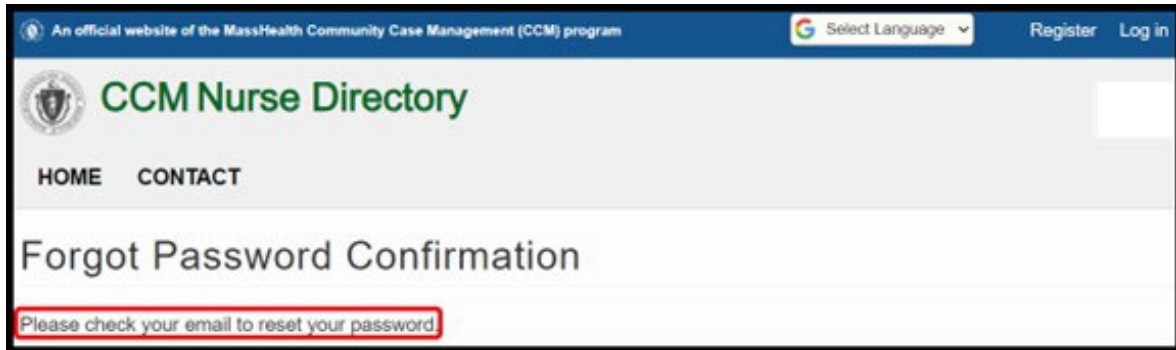 An official website of the MassHealth Community Case Management (CCM) program Select Language Register Log in
CCM Nurse Directory
HOME CONTACT
Forgot Password Confirmation
Please check your email to reset your password.